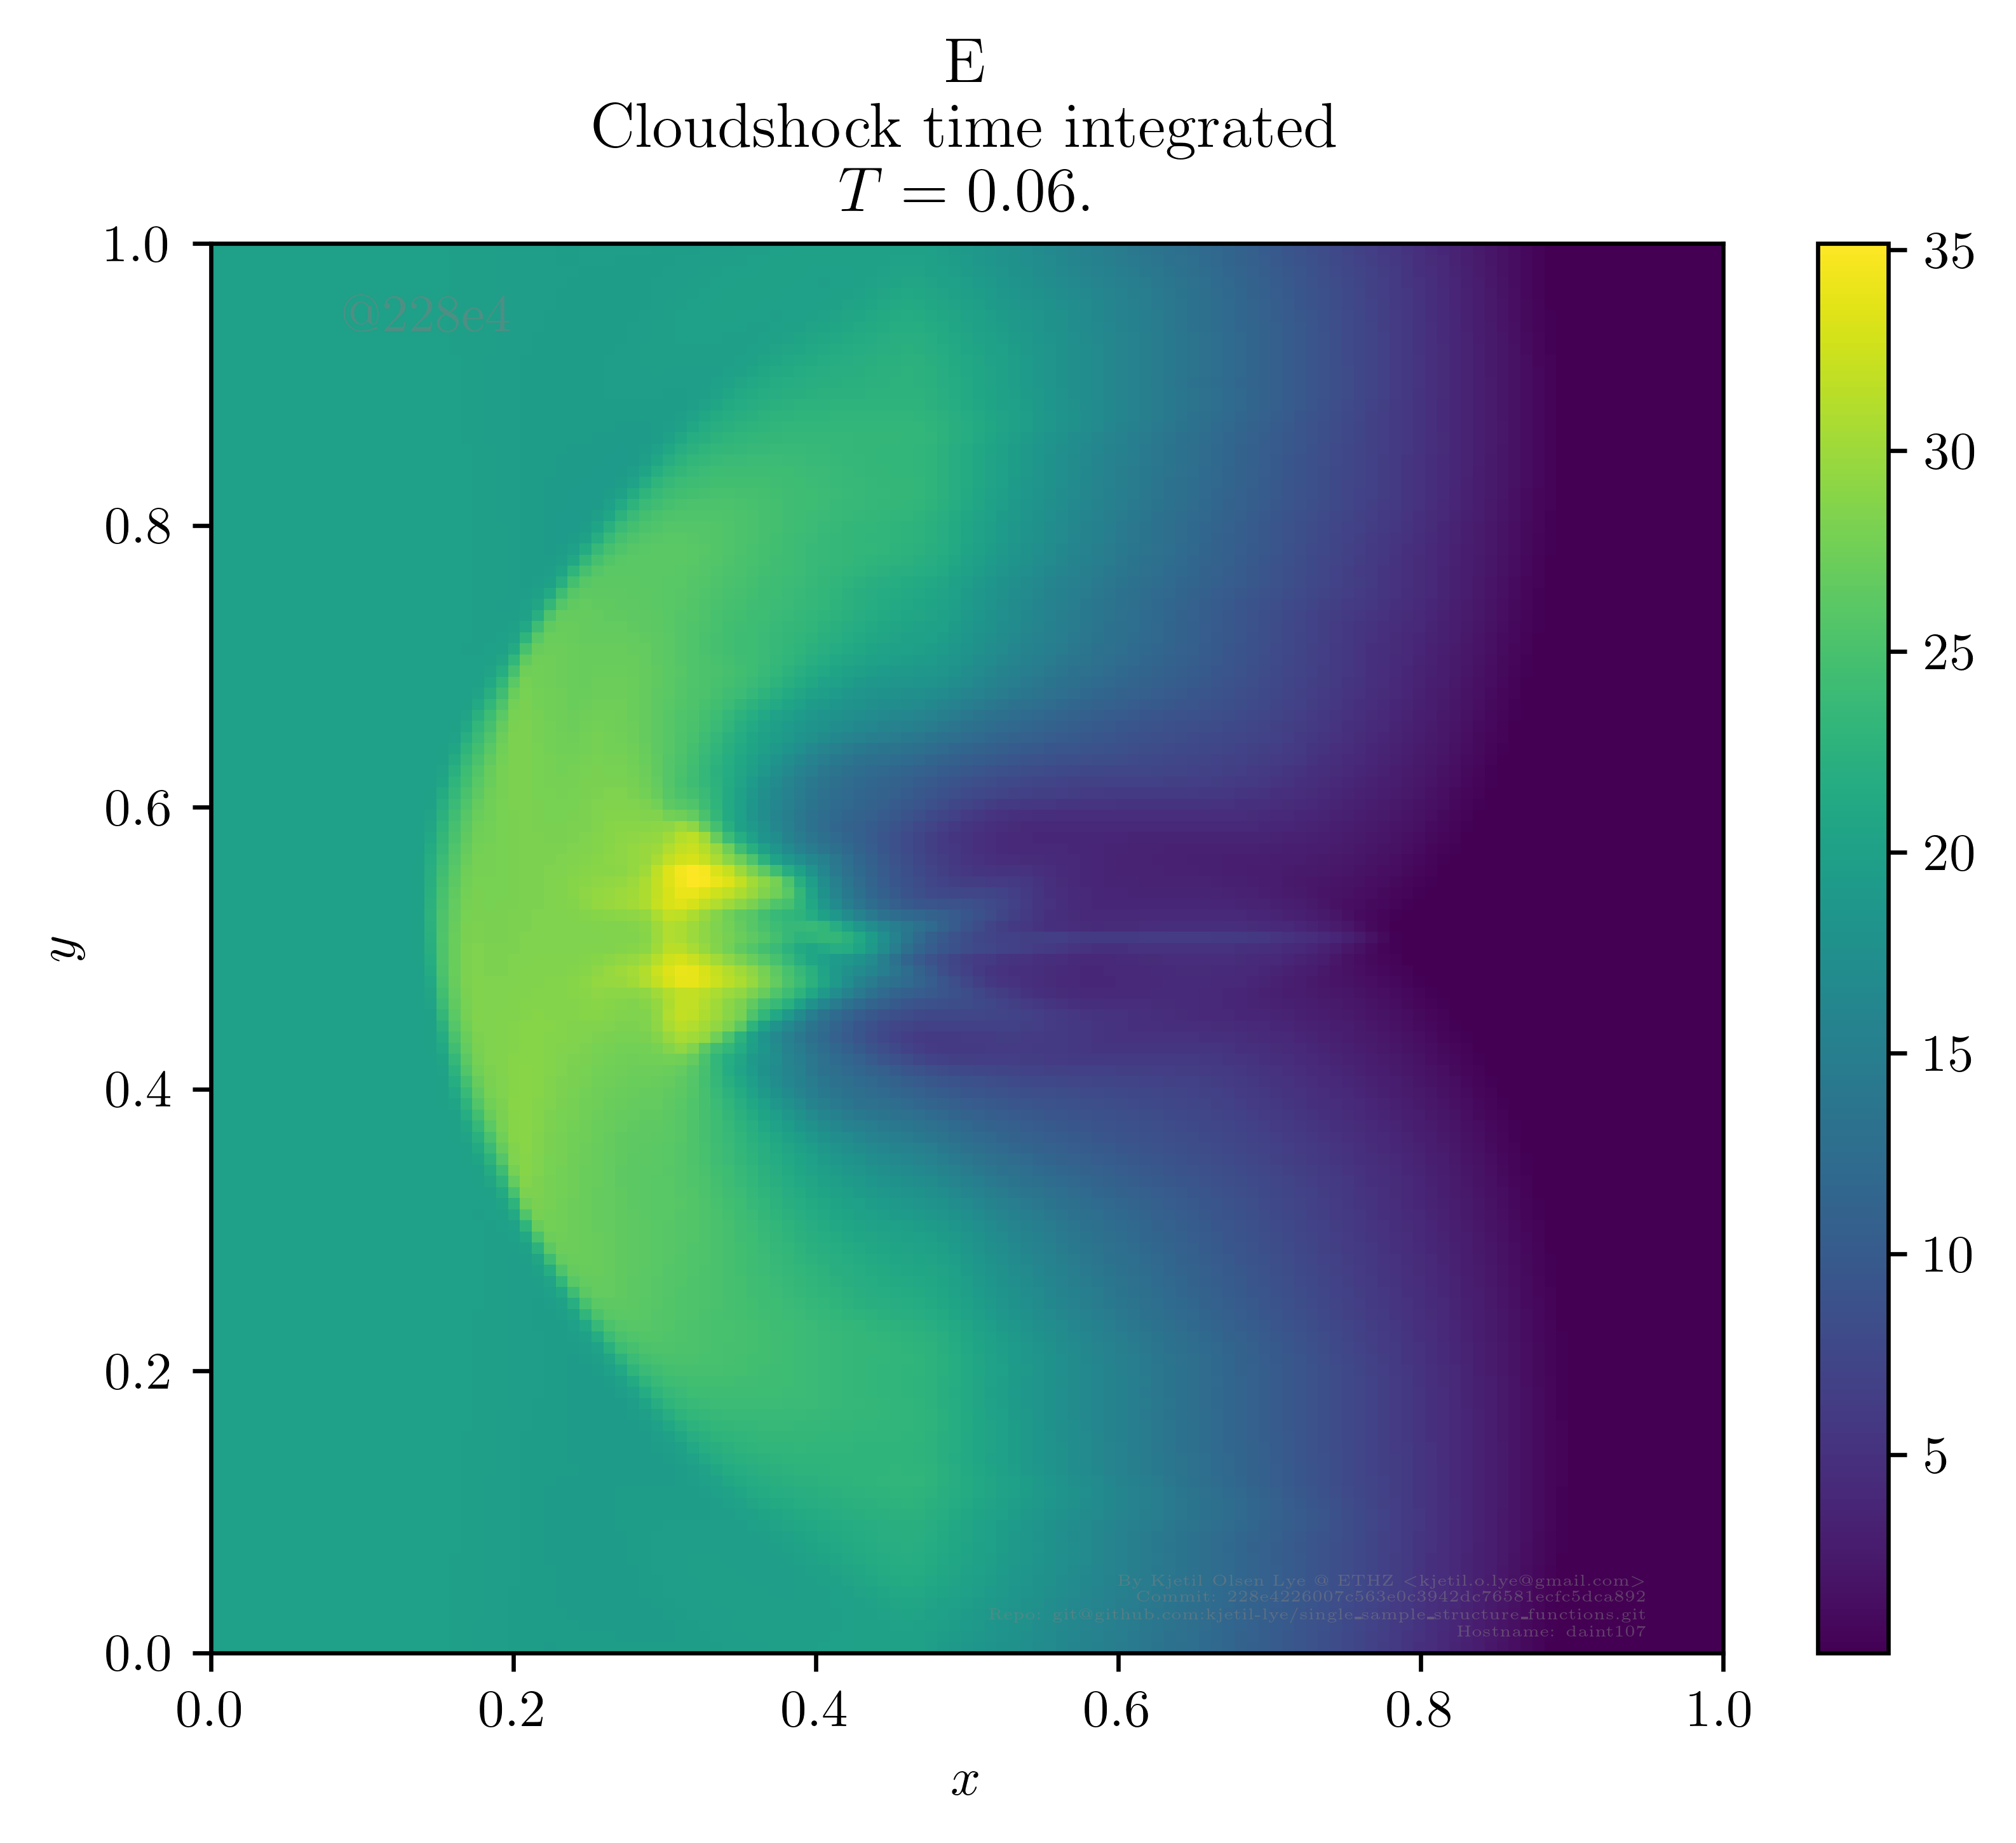 E
Cloudshock time integrated
T = 0.06.
@228e4
1.0
0.8
0.6
0.4
0.2
0.0
y
0.0 0.2 0.4 0.6 0.8 1.0
x
35
30
25
20
15
10
5
By Kjetil Olsen Lye @ ETHZ <kjetil.o.lye@gmail.com>
Commit: 228e4226007c563e0c3942dc76581ecfc5dca892
Repo: git@github.com:kjetil-lye/single_sample_structure_functions.git
Hostname: daint107